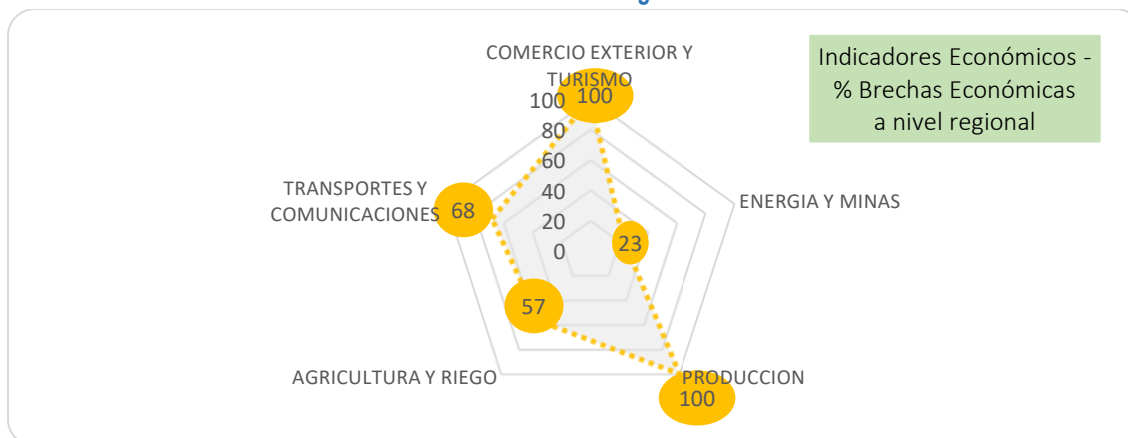 COMERCIO EXTERIOR Y
TURISMO
Indicadores Económicos -
% Brechas Económicas
a nivel regional
100
100
80
60
40
20
0
TRANSPORTES Y
COMUNICACIONES
68
ENERGIA Y MINAS
23
57
AGRICULTURA Y RIEGO
PRODUCCION
100